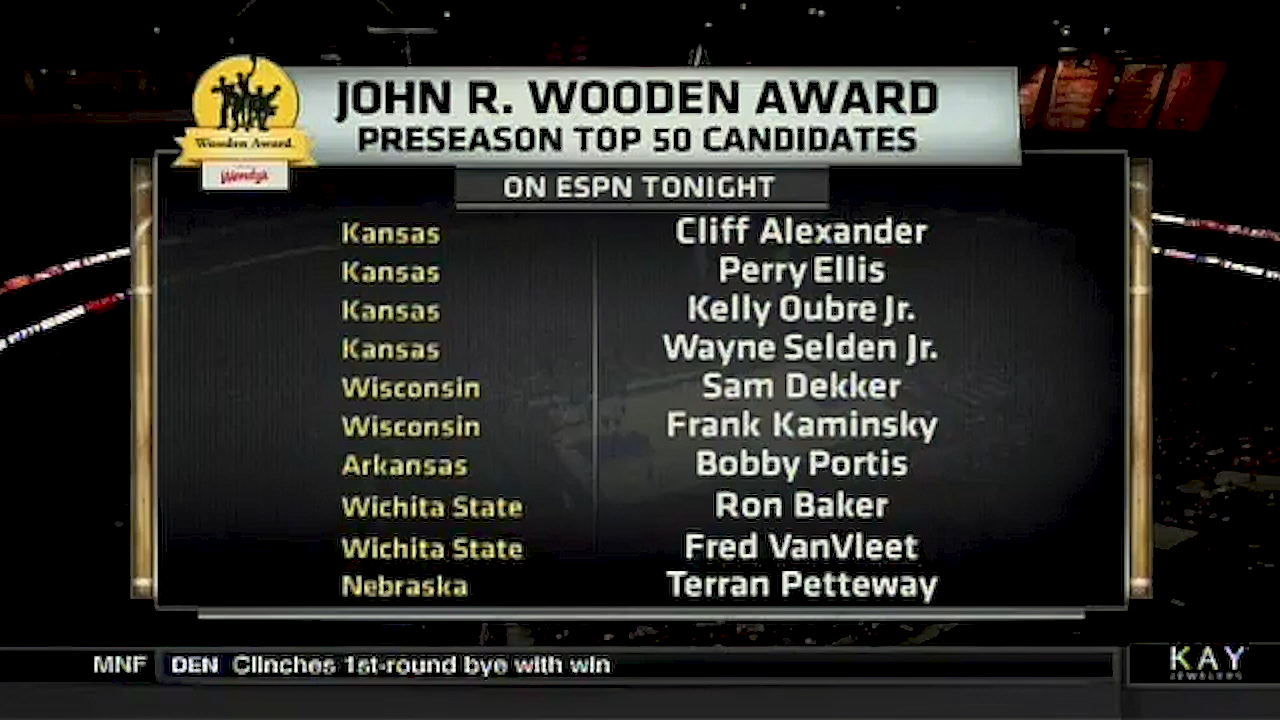 JOHN R. WOODEN AWARD
PRESEASON TOP 50 CANDIDATES
Wooden Award
Wendy's
ON ESPN TONIGHT
Kansas Cliff Alexander
Kansas Perry Ellis
Kansas Kelly Oubre Jr.
Kansas Wayne Selden Jr.
Wisconsin Sam Dekker
Wisconsin Frank Kaminsky
Arkansas Bobby Portis
Wichita State Ron Baker
Wichita State Fred VanVleet
Nebraska Terran Petteway
MNF DEN Clinches 1st-round bye with win
KAY
JEWELERS